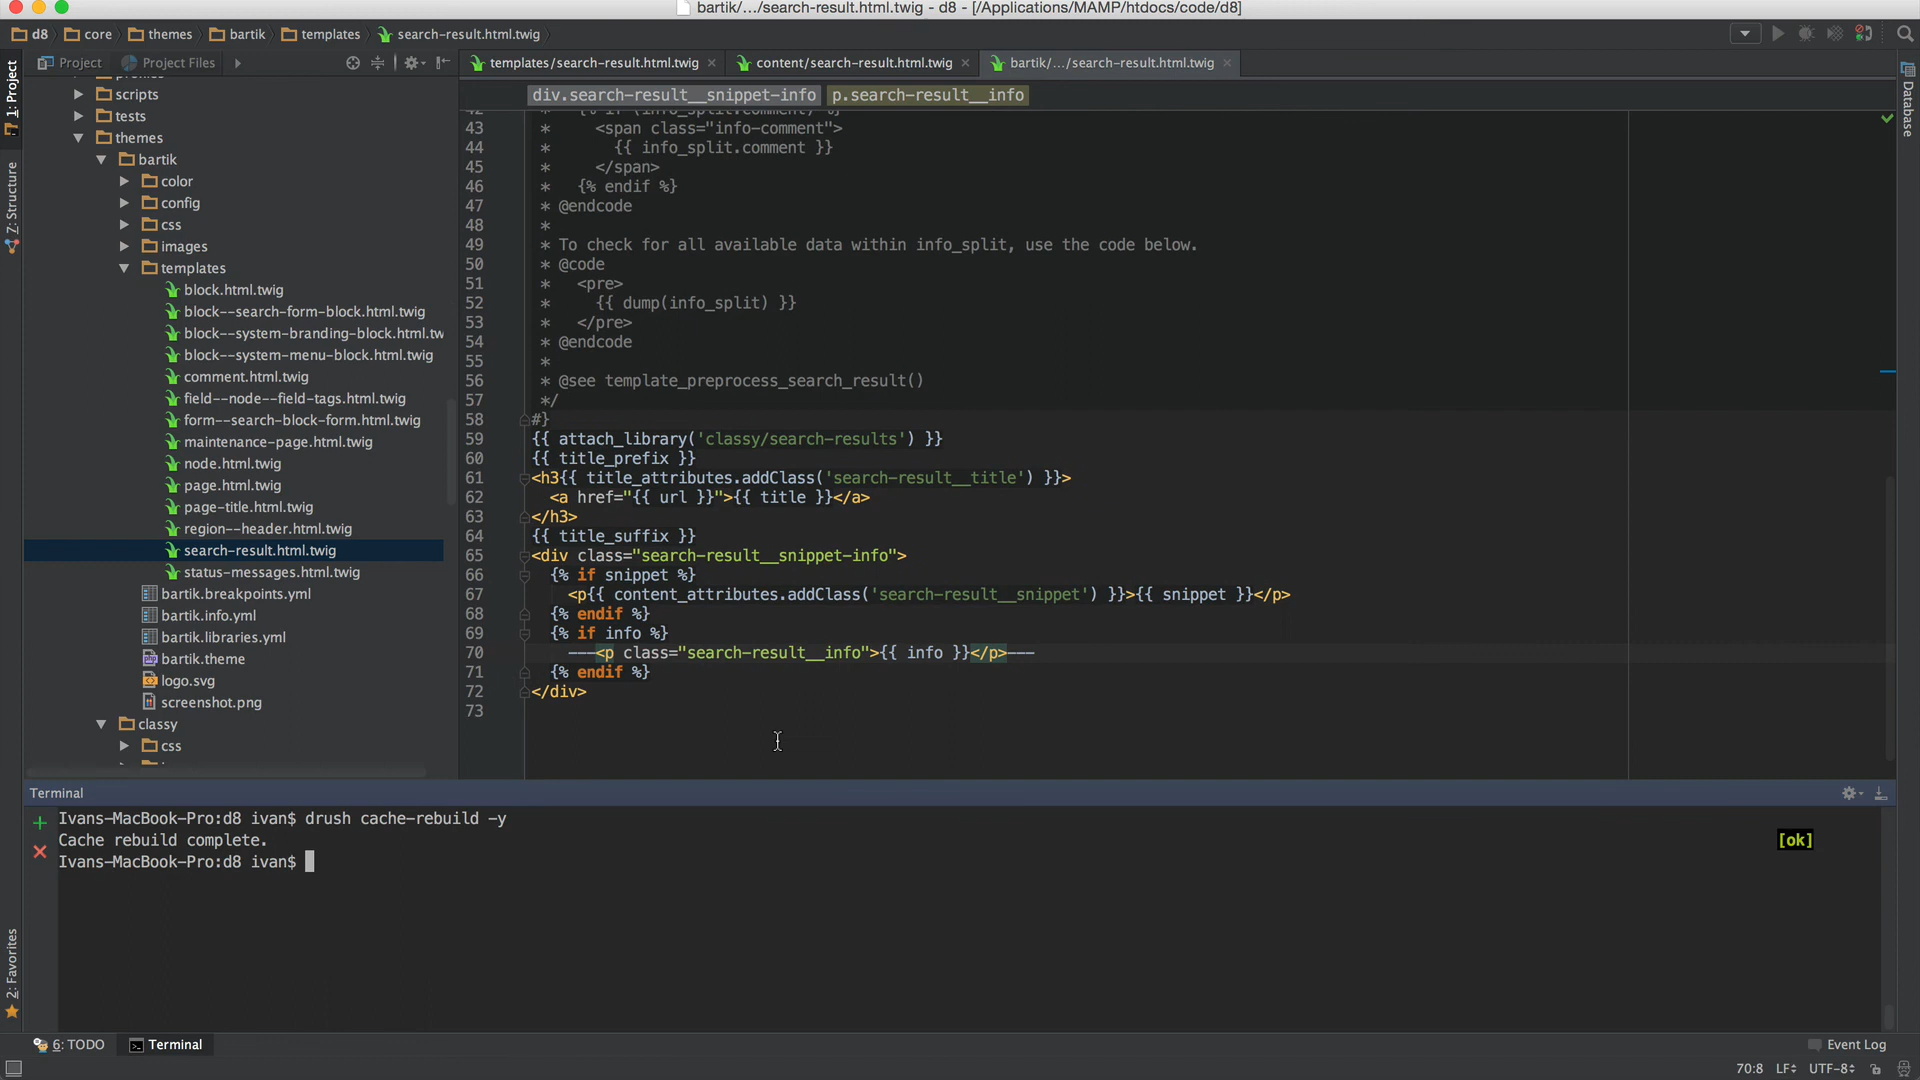 bartik/.../search-result.html.twig - d8 - [/Applications/MAMP/htdocs/code/d8]
d8 core themes bartik templates search-result.html.twig
1: Project
Z: Structure
2: Favorites
Project Project Files
scripts
tests
themes
bartik
color
config
css
images
templates
block.html.twig
block--search-form-block.html.twig
block--system-branding-block.html.tw
block--system-menu-block.html.twig
comment.html.twig
field--node--field-tags.html.twig
form--search-block-form.html.twig
maintenance-page.html.twig
node.html.twig
page.html.twig
page-title.html.twig
region--header.html.twig
search-result.html.twig
status-messages.html.twig
bartik.breakpoints.yml
bartik.info.yml
bartik.libraries.yml
bartik.theme
logo.svg
screenshot.png
classy
css
templates/search-result.html.twig content/search-result.html.twig bartik/.../search-result.html.twig
div.search-result__snippet-info p.search-result__info
42 {% if (info_split.comment) %}
43 * <span class="info-comment">
44 * {{ info_split.comment }}
45 * </span>
46 * {% endif %}
47 * @endcode
48 *
49 * To check for all available data within info_split, use the code below.
50 * @code
51 * <pre>
52 * {{ dump(info_split) }}
53 * </pre>
54 * @endcode
55 *
56 * @see template_preprocess_search_result()
57 */
58 #}
59 {{ attach_library('classy/search-results') }}
60 {{ title_prefix }}
61 <h3{{ title_attributes.addClass('search-result__title') }}>
62 <a href="{{ url }}">{{ title }}</a>
63 </h3>
64 {{ title_suffix }}
65 <div class="search-result__snippet-info">
66 {% if snippet %}
67 <p{{ content_attributes.addClass('search-result__snippet') }}>{{ snippet }}</p>
68 {% endif %}
69 {% if info %}
70 ---<p class="search-result__info">{{ info }}</p>---
71 {% endif %}
72 </div>
73
Database
Terminal
Ivans-MacBook-Pro:d8 ivan$ drush cache-rebuild -y
Cache rebuild complete. [ok]
Ivans-MacBook-Pro:d8 ivan$
6: TODO Terminal Event Log
70:8 LF UTF-8